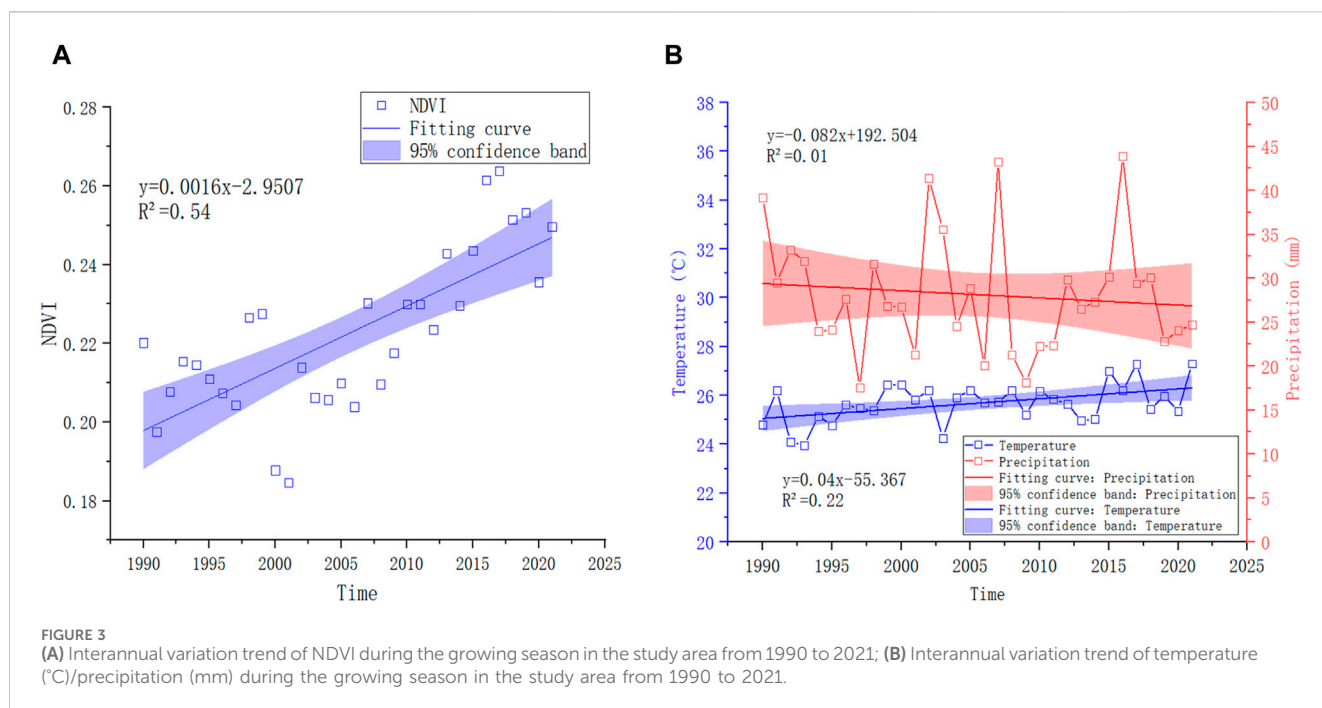 A
NDVI
Fitting curve
95% confidence band
y=0.0016x-2.9507
R²=0.54
0.28
0.26
0.24
0.22
0.20
0.18
NDVI
1990 1995 2000 2005 2010 2015 2020 2025
Time
B
y=-0.082x+192.504
R²=0.01
38
36
34
32
30
28
26
24
22
20
Temperature (℃)
50
45
40
35
30
25
20
15
10
5
0
Precipitation (mm)
y=0.04x-55.367
R²=0.22
Temperature
Precipitation
Fitting curve: Precipitation
95% confidence band: Precipitation
Fitting curve: Temperature
95% confidence band: Temperature
1990 1995 2000 2005 2010 2015 2020 2025
Time
FIGURE 3
(A) Interannual variation trend of NDVI during the growing season in the study area from 1990 to 2021; (B) Interannual variation trend of temperature
(°C)/precipitation (mm) during the growing season in the study area from 1990 to 2021.